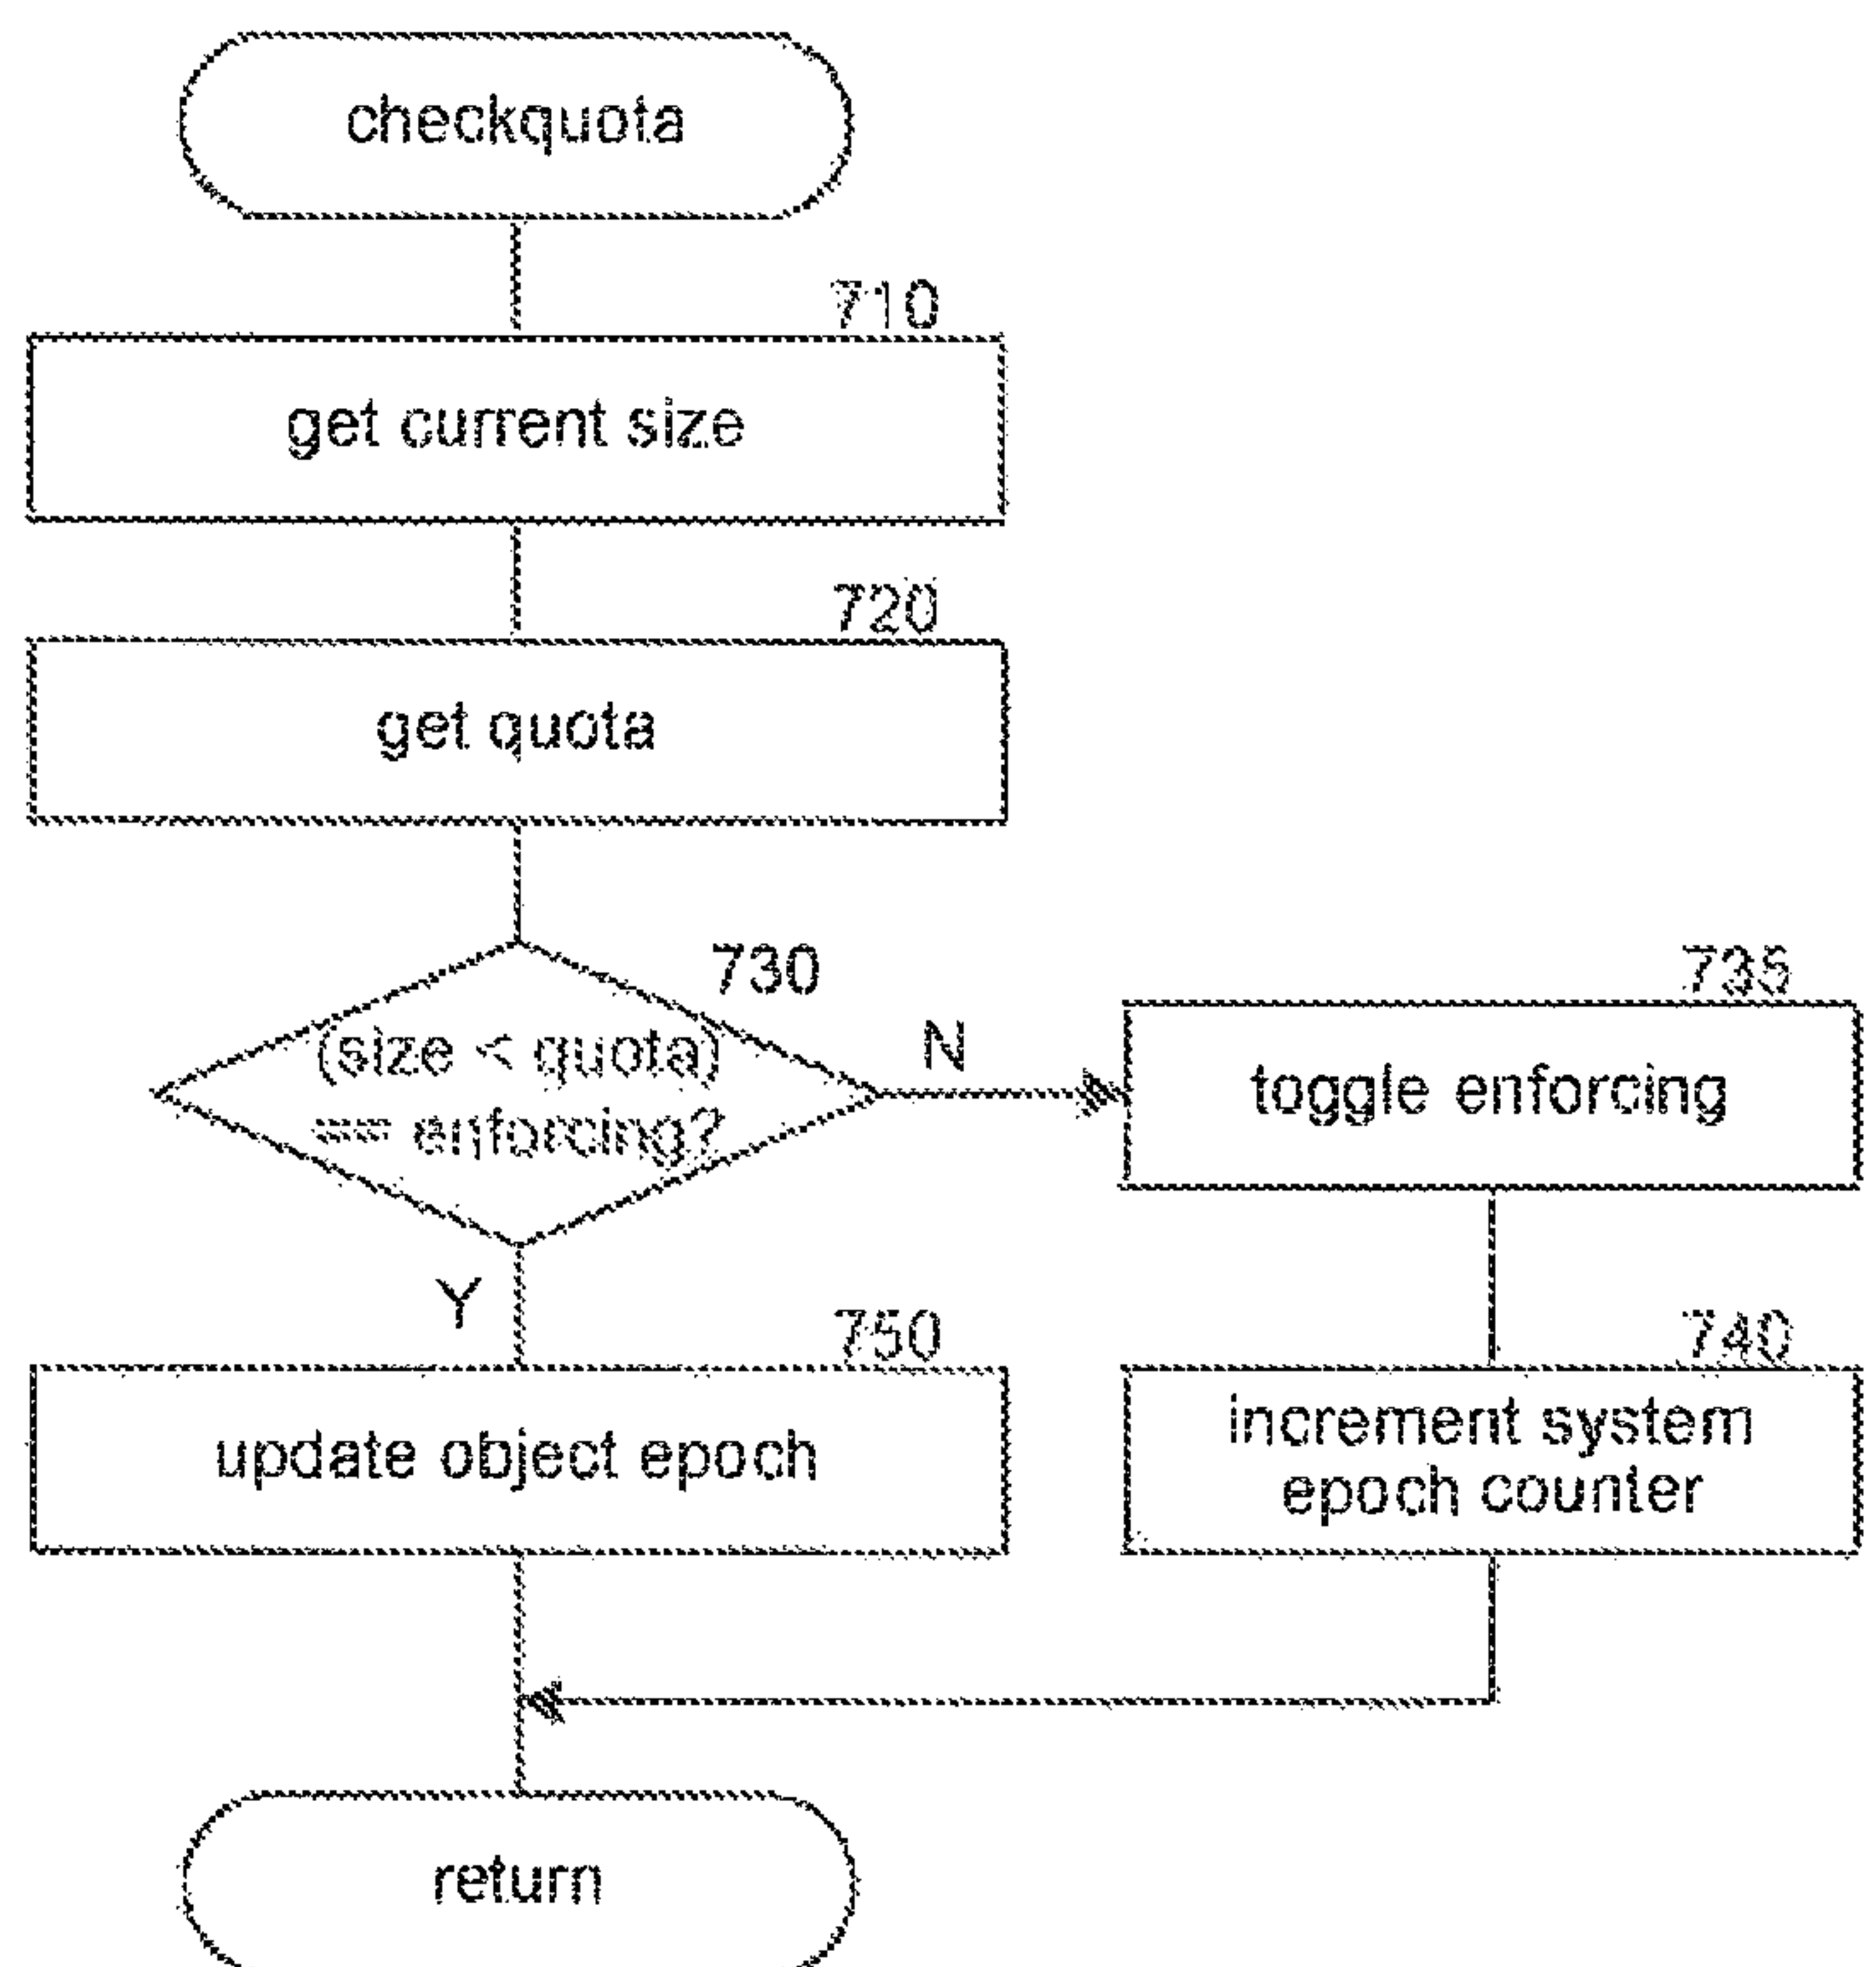 checkquota
710
get current size
720
get quota
730
(size < quota)
== enforcing?
N
735
toggle enforcing
Y
750
update object epoch
740
increment system
epoch counter
return